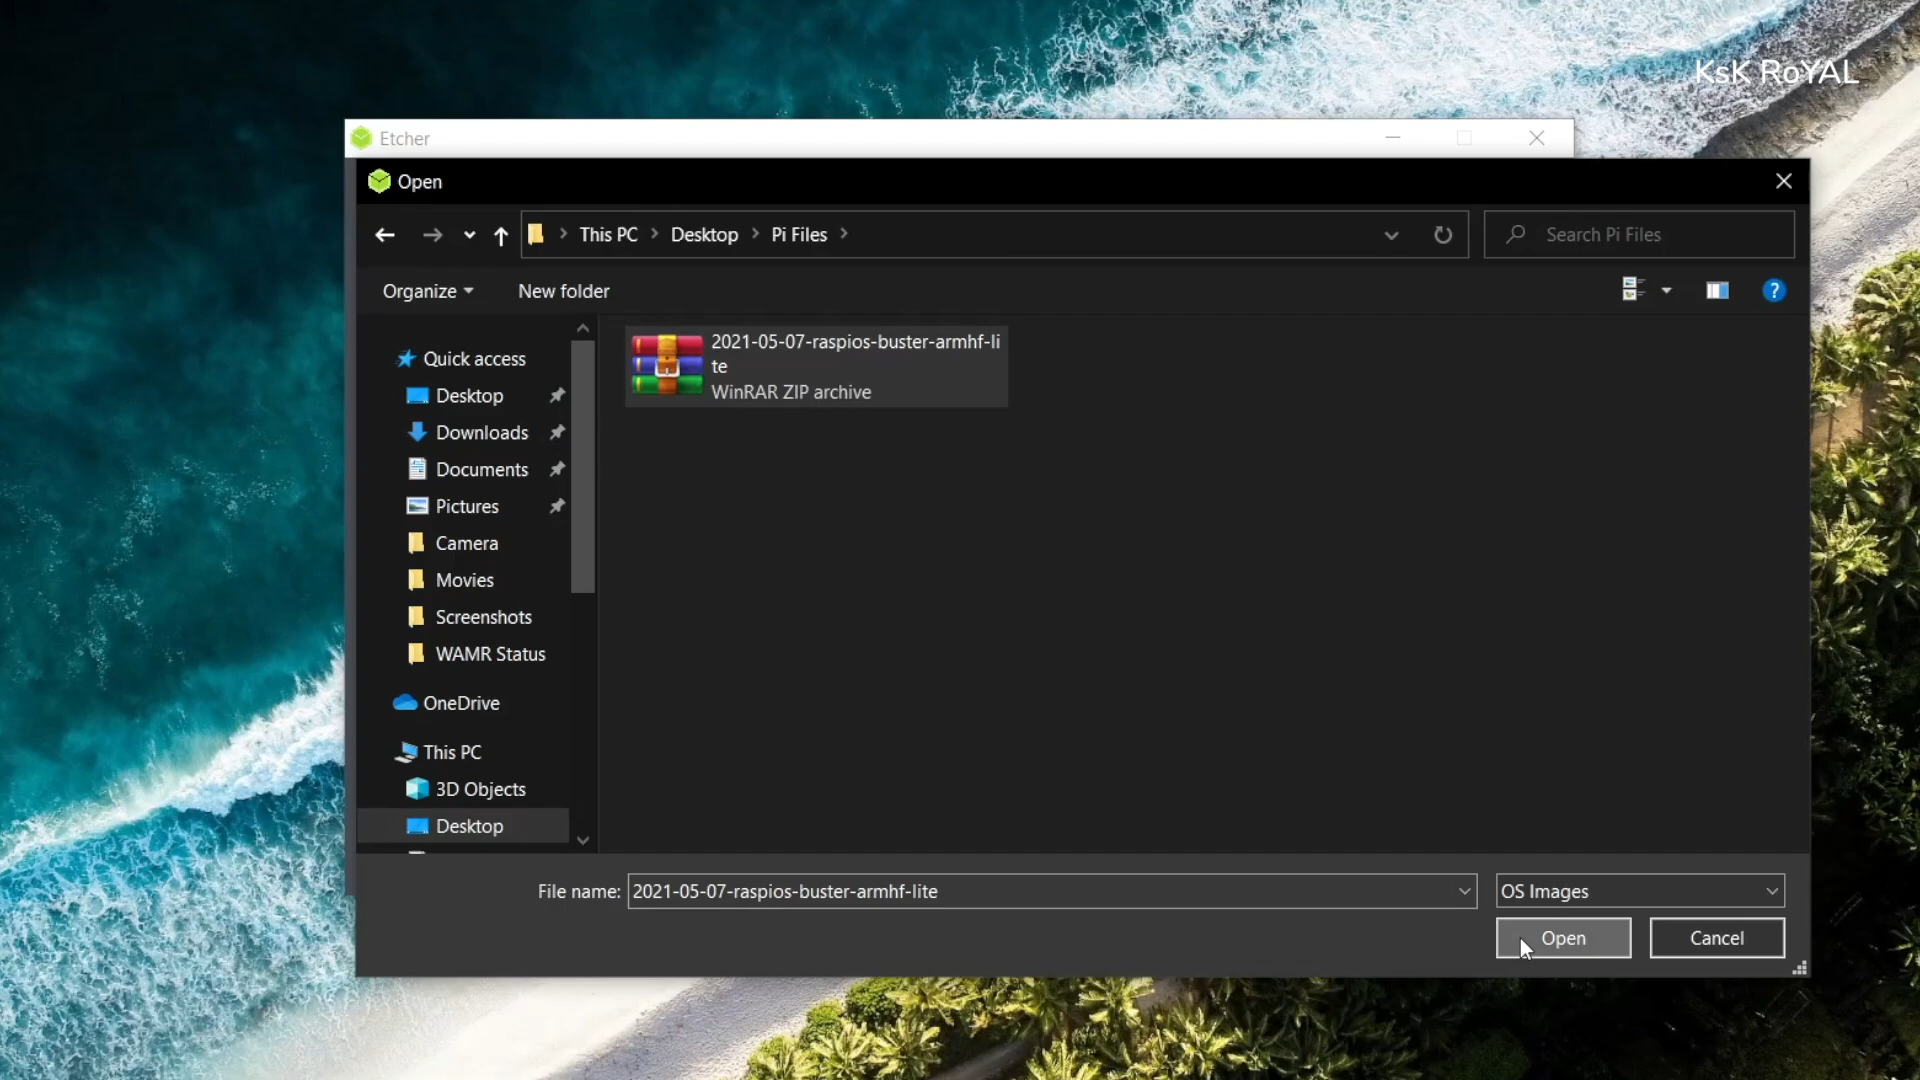 KsK RoYAL
Etcher
Open
This PC
Desktop
Pi Files
Search Pi Files
Organize
New folder
?
Quick access
Desktop
Downloads
Documents
Pictures
Camera
Movies
Screenshots
WAMR Status
OneDrive
This PC
3D Objects
Desktop
2021-05-07-raspios-buster-armhf-li
te
WinRAR ZIP archive
File name: 2021-05-07-raspios-buster-armhf-lite
OS Images
Open
Cancel